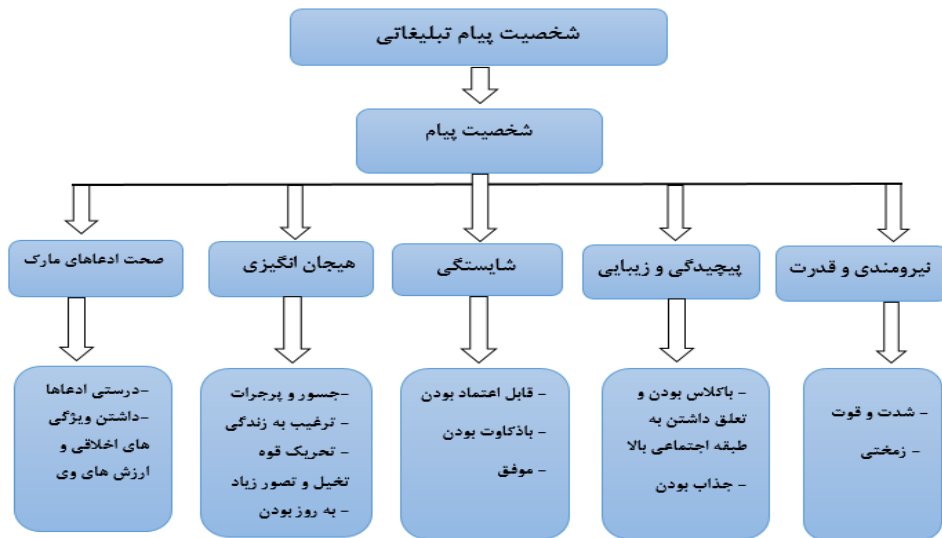 شخصیت پیام تبلیغاتی
شخصیت پیام
نیرومندی و قدرت
پیچیدگی و زیبایی
شایستگی
هیجان انگیزی
صحت ادعاهای مارک
- شدت و قوت
- زمختی
- باکلاس بودن و
تعلق داشتن به
طبقه اجتماعی بالا
- جذاب بودن
- قابل اعتماد بودن
- باذکاوت بودن
- موفق
-جسور و پرجرات
- ترغیب به زندگی
- تحریک قوه
تخیل و تصور زیاد
- به روز بودن
-درستی ادعاها
-داشتن ویژگی
های اخلاقی و
ارزش های وی